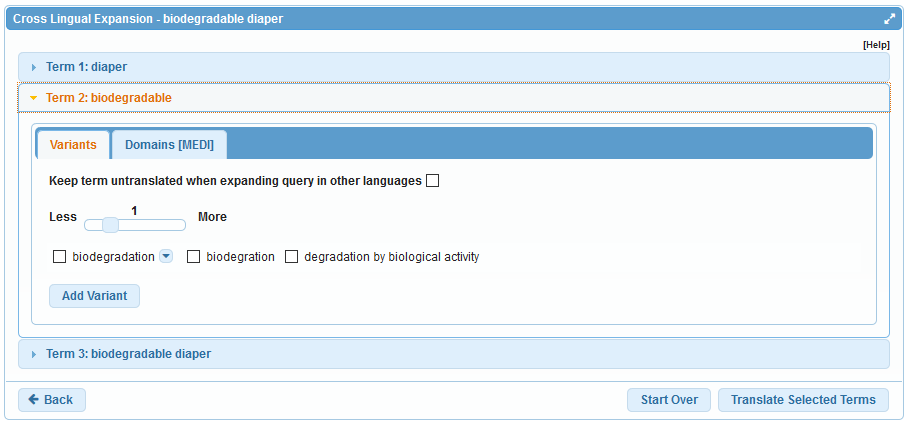 Cross Lingual Expansion - biodegradable diaper
[Help]
Term 1: diaper
Term 2: biodegradable
Variants Domains [MEDI]
Keep term untranslated when expanding query in other languages
Less 1 More
biodegradation biodegration degradation by biological activity
Add Variant
Term 3: biodegradable diaper
Back Start Over Translate Selected Terms